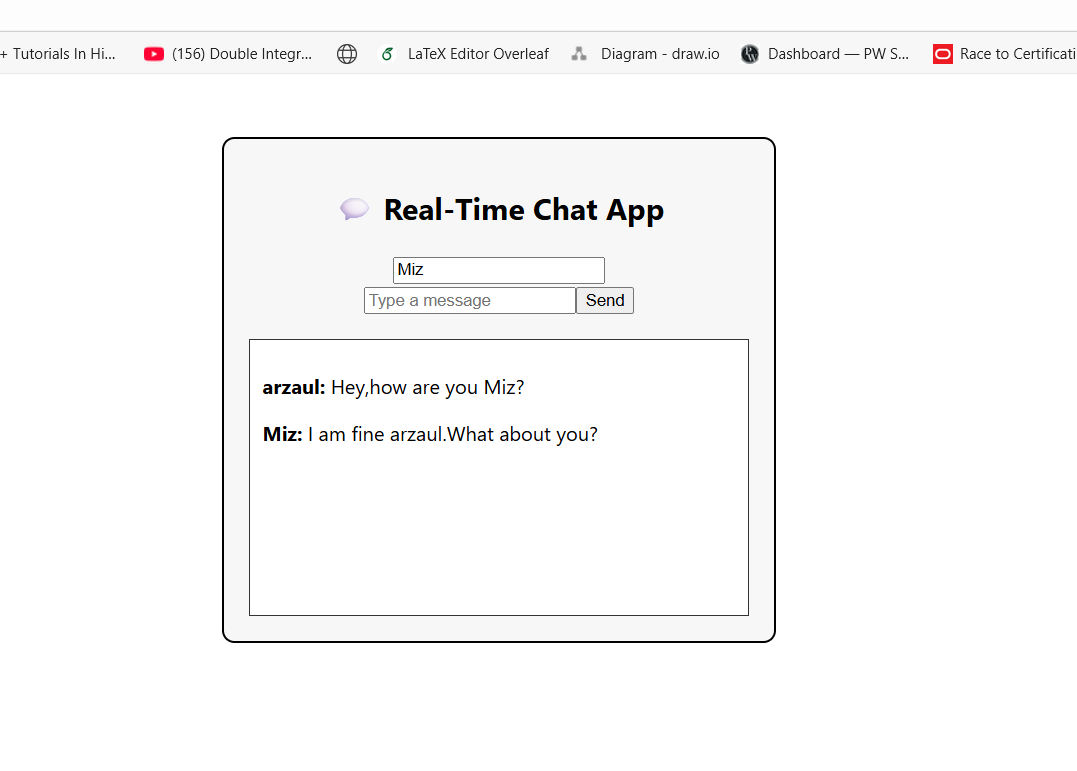 + Tutorials In Hi... (156) Double Integr... LaTeX Editor Overleaf Diagram - draw.io Dashboard — PW S... Race to Certificati
Real-Time Chat App
Miz
Type a message Send
arzaul: Hey,how are you Miz?
Miz: I am fine arzaul.What about you?